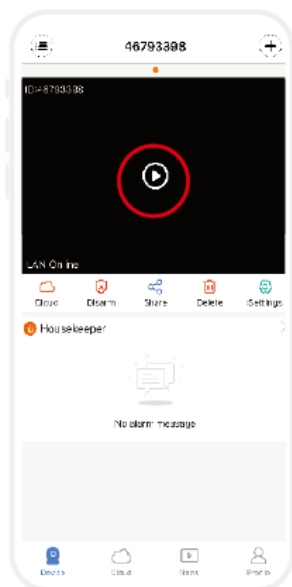 46793398
ID:46793398
LAN Online
Cloud Disarm Share Delete Settings
Housekeeper
No alarm message
Device Cloud Profile